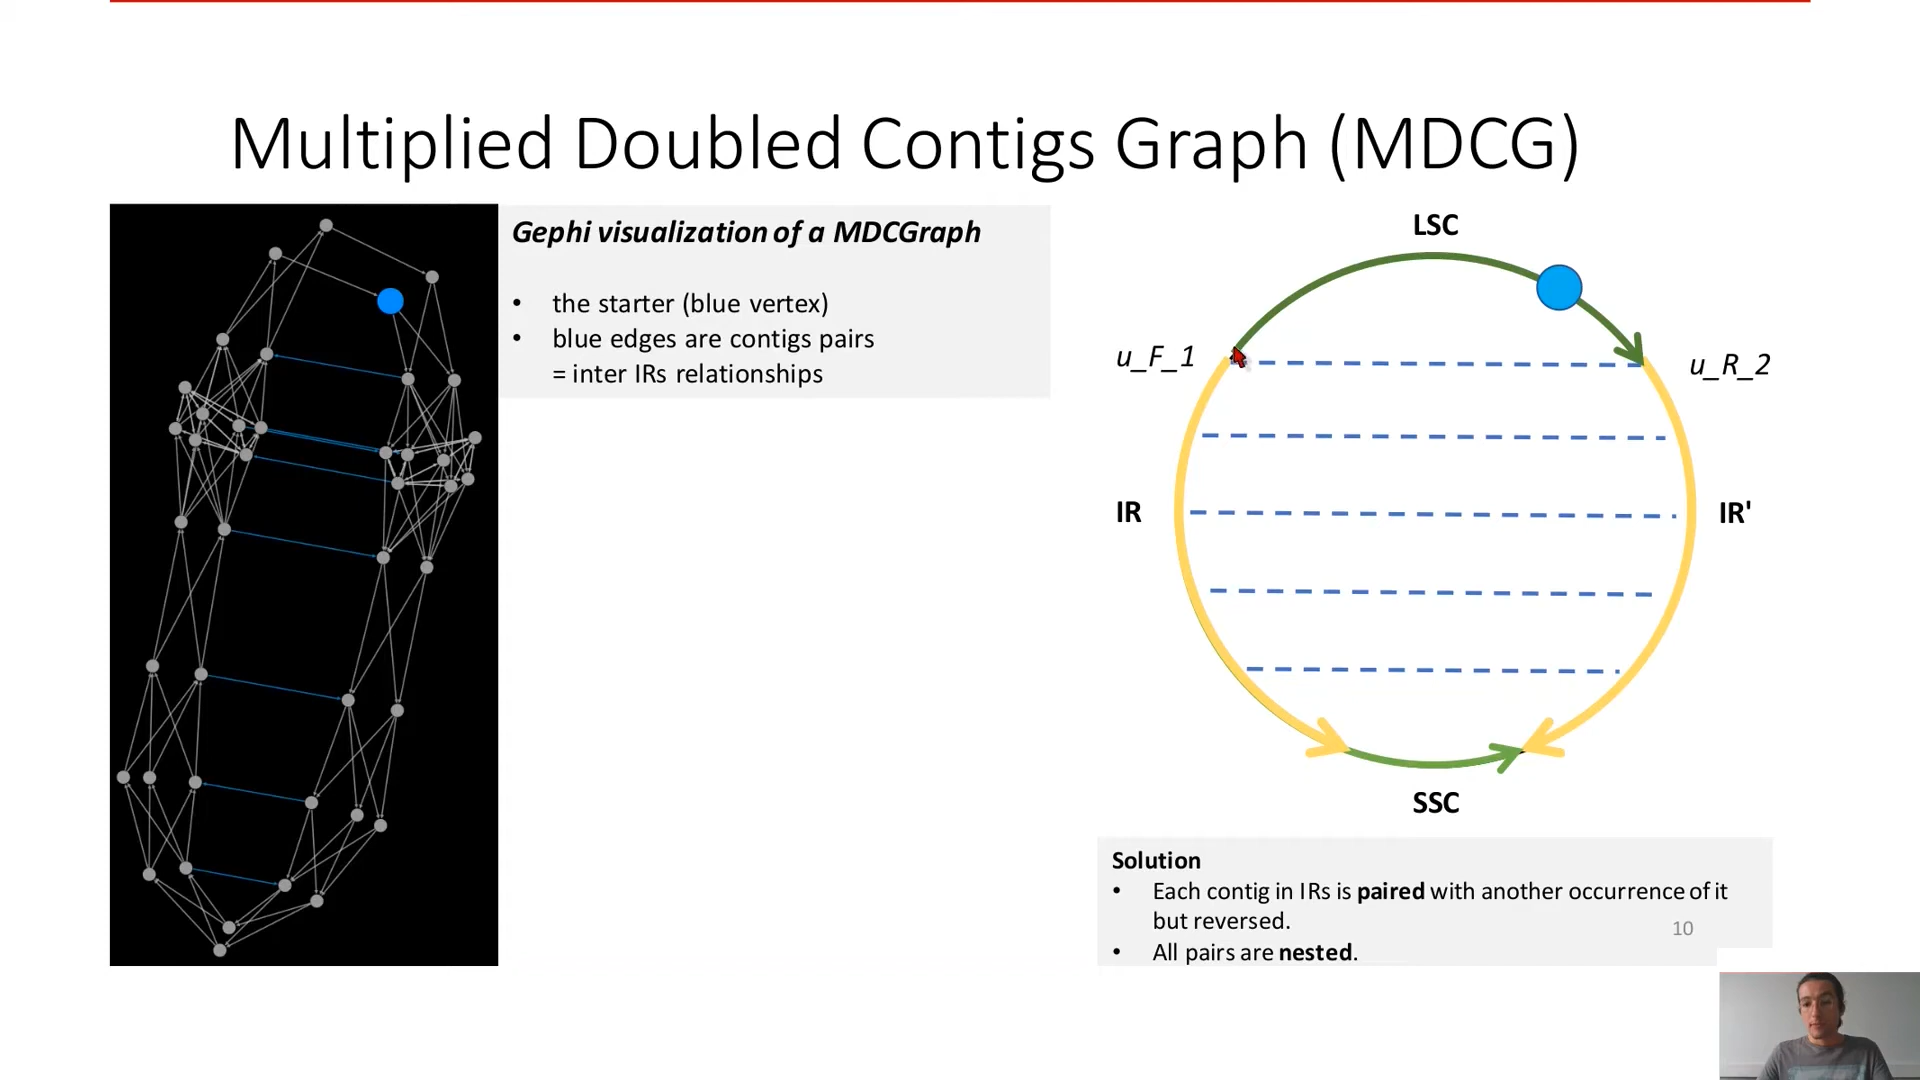 Multiplied Doubled Contigs Graph (MDCG)
Gephi visualization of a MDCGraph
• the starter (blue vertex)
• blue edges are contigs pairs
= inter IRs relationships
LSC
u_F_1
u_R_2
IR
IR'
SSC
Solution
• Each contig in IRs is paired with another occurrence of it
but reversed.
10
• All pairs are nested.